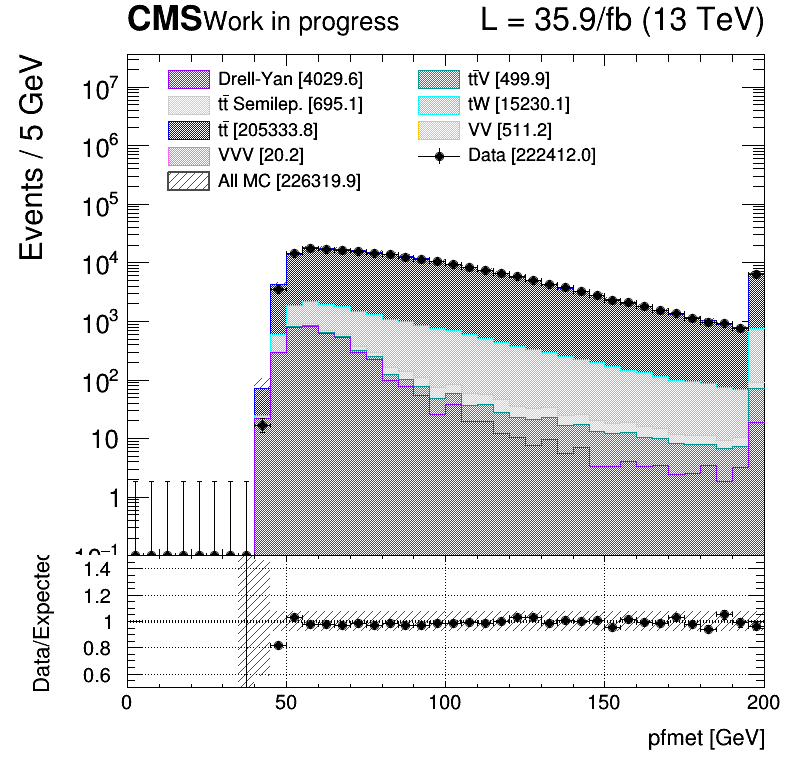 CMS Work in progress L = 35.9/fb (13 TeV)
Events / 5 GeV
Drell-Yan [4029.6] tt̄V [499.9]
tt̄ Semilep. [695.1] tW [15230.1]
tt̄ [205333.8] VV [511.2]
VVV [20.2] Data [222412.0]
All MC [226319.9]
10⁷
10⁶
10⁵
10⁴
10³
10²
10
1
10⁻¹
Data/Expected
1.4
1.2
1
0.8
0.6
0 50 100 150 200
pfmet [GeV]